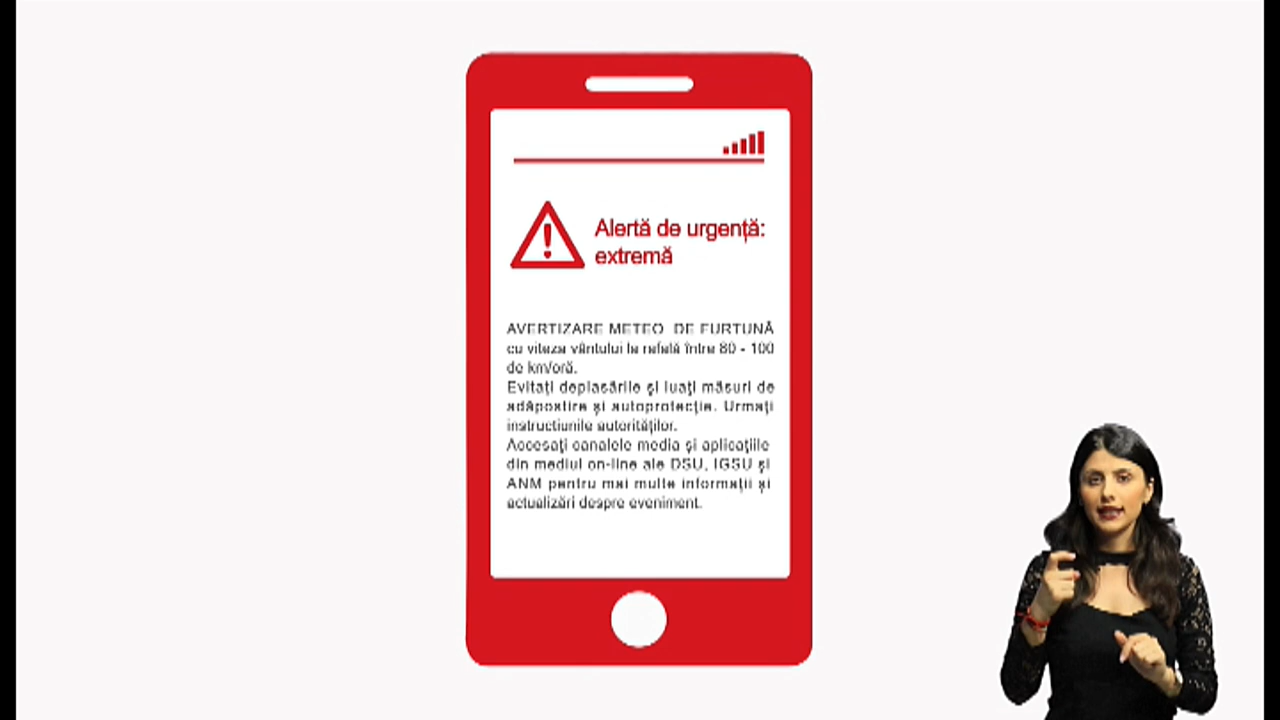 Alertă de urgență:
extremă
AVERTIZARE METEO DE FURTUNĂ
cu viteza vântului la rafală între 80 - 100
de km/oră.
Evitați deplasările și luați măsuri de
adăpostire și autoprotecție. Urmați
instrucțiunile autorităților.
Accesați canalele media și aplicațiile
din mediul on-line ale DSU, IGSU și
ANM pentru mai multe informații și
actualizări despre eveniment.